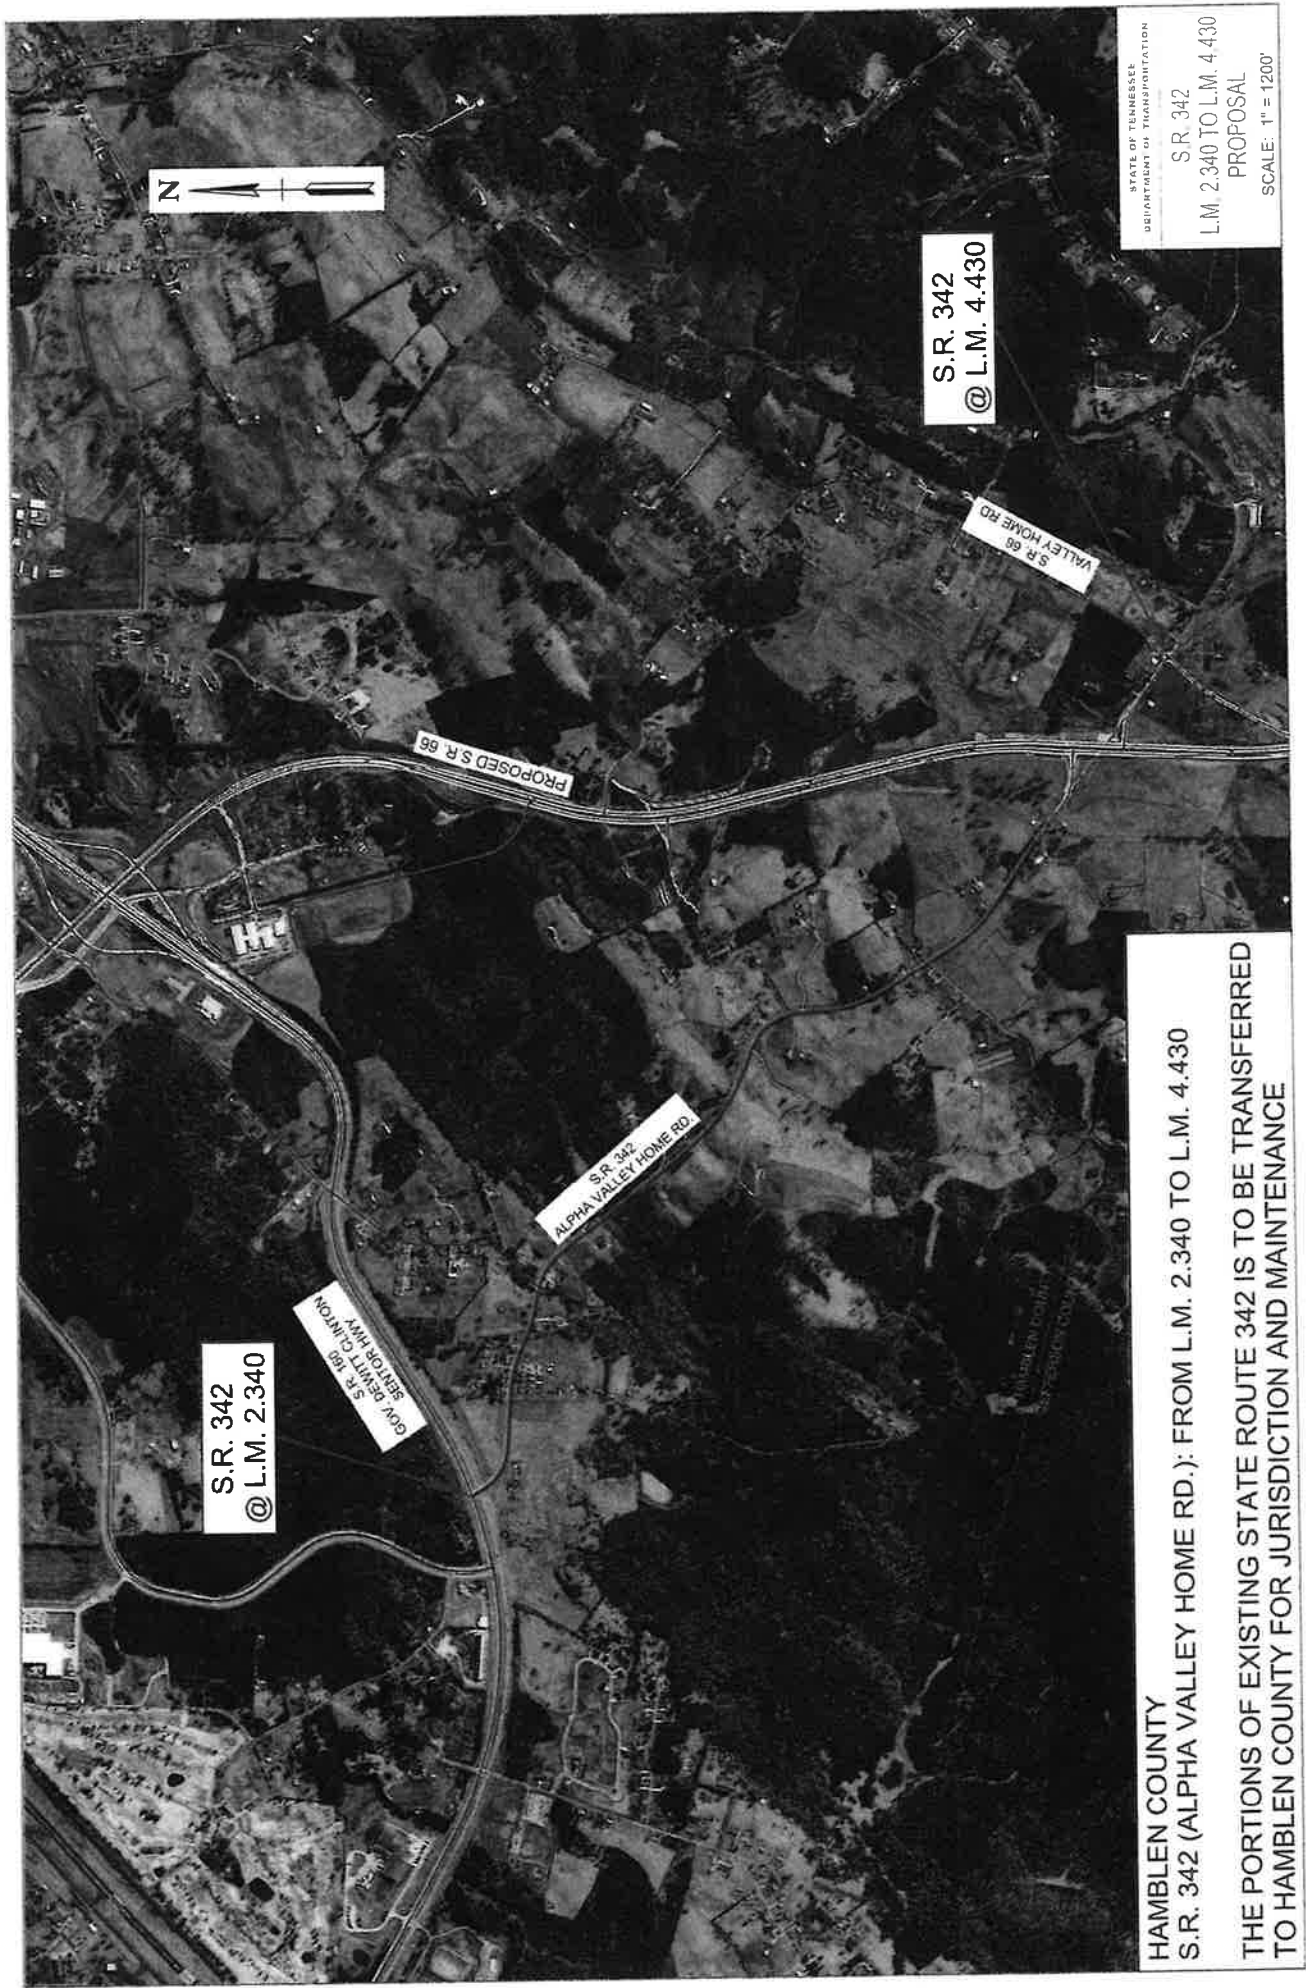 S.R. 342
@ L.M. 2.340
S.R. 160
GOV. DEWITT CLINTON
SENTOR HWY
S.R. 342
ALPHA VALLEY HOME RD.
PROPOSED S.R. 66
N
S.R. 66
VALLEY HOME RD
S.R. 342
@ L.M. 4.430
HAMBLEN COUNTY
S.R. 342 (ALPHA VALLEY HOME RD.): FROM L.M. 2.340 TO L.M. 4.430
THE PORTIONS OF EXISTING STATE ROUTE 342 IS TO BE TRANSFERRED
TO HAMBLEN COUNTY FOR JURISDICTION AND MAINTENANCE
STATE OF TENNESSEE
DEPARTMENT OF TRANSPORTATION
S.R. 342
L.M. 2.340 TO L.M. 4.430
PROPOSAL
SCALE: 1" = 1200'